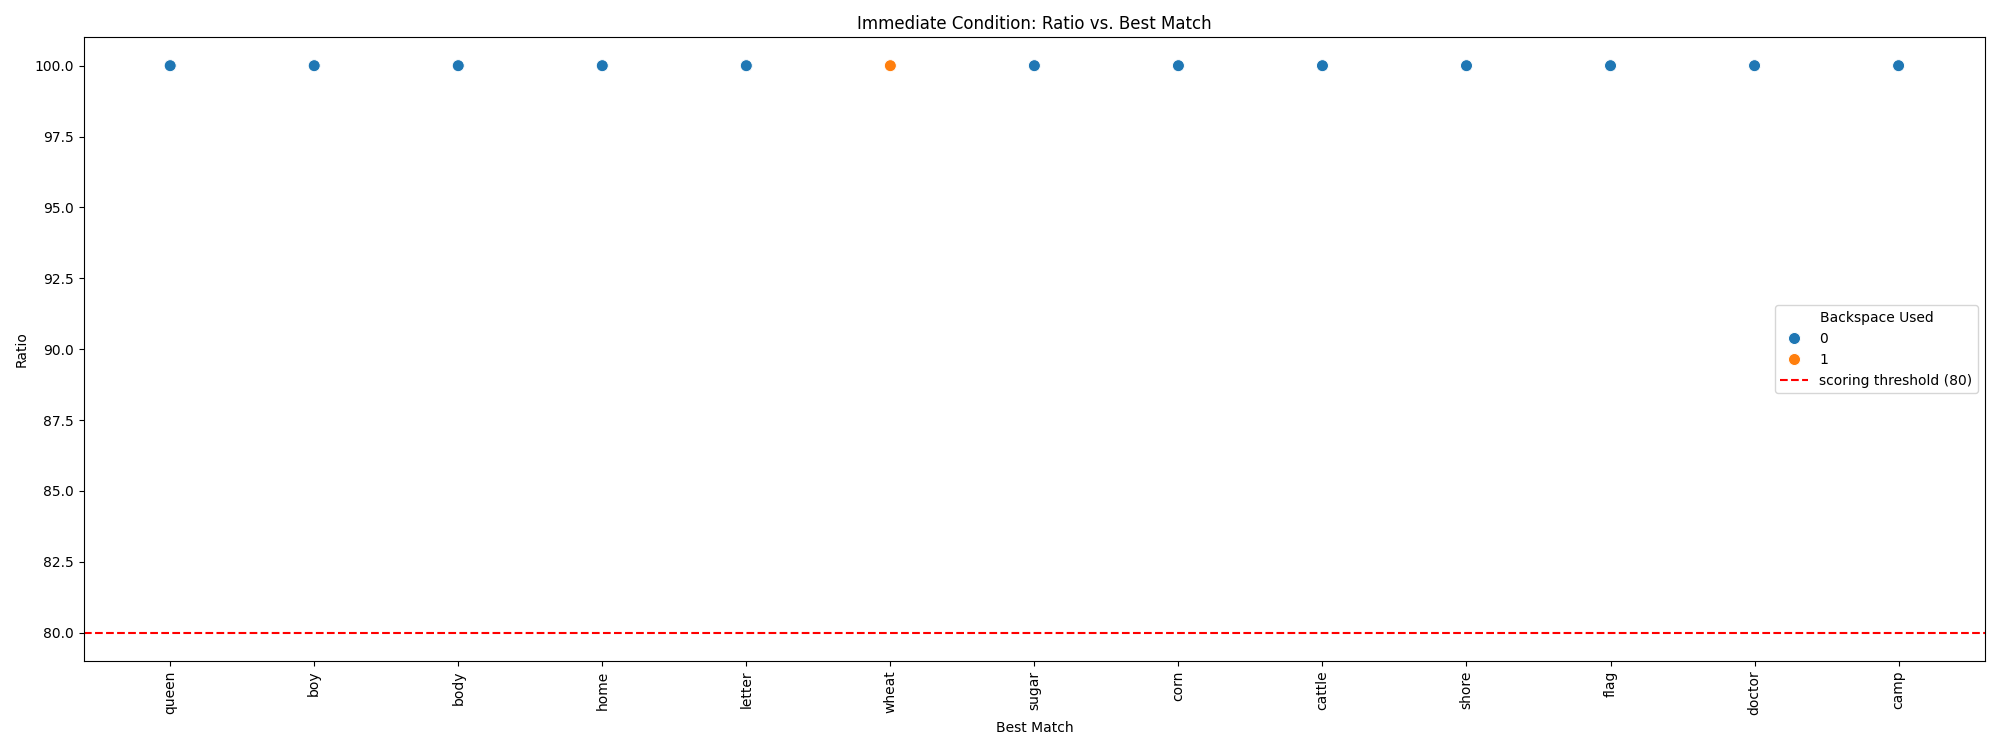 Immediate Condition: Ratio vs. Best Match
100.0
97.5
95.0
92.5
90.0
87.5
85.0
82.5
80.0
Ratio
Backspace Used
0
1
scoring threshold (80)
queen
boy
body
home
letter
wheat
sugar
corn
cattle
shore
flag
doctor
camp
Best Match